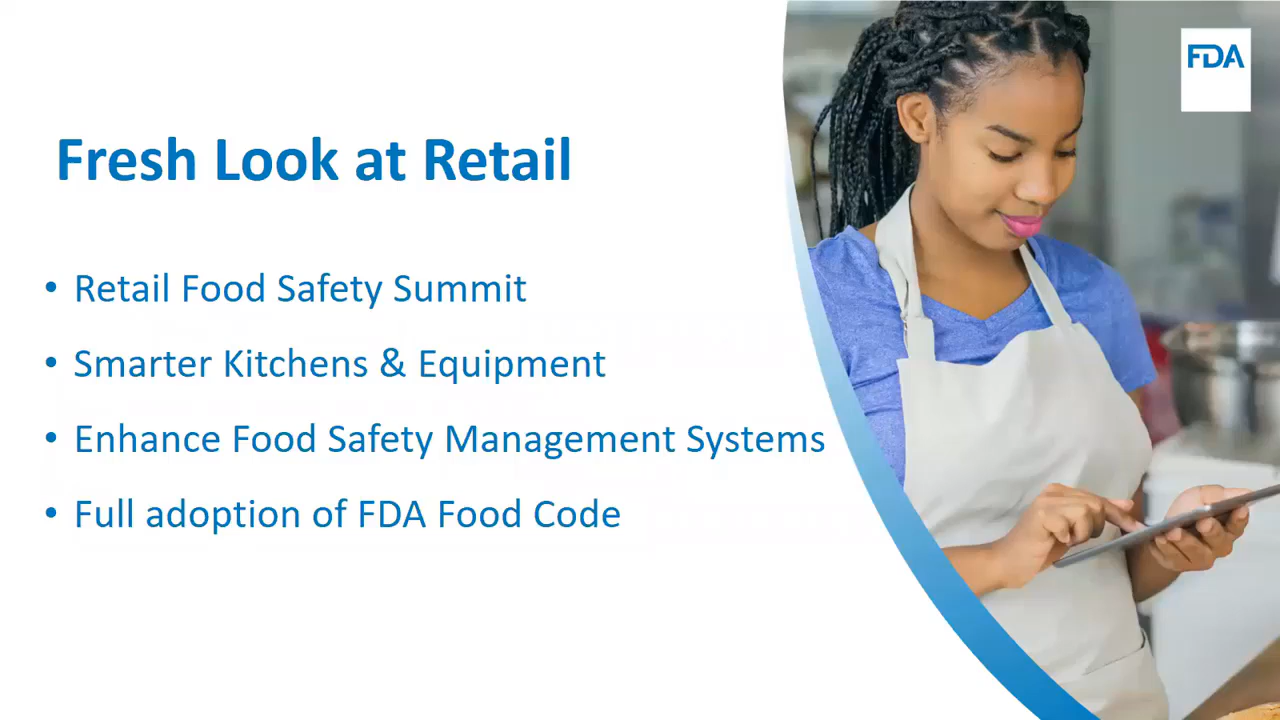 FDA
Fresh Look at Retail
• Retail Food Safety Summit
• Smarter Kitchens & Equipment
• Enhance Food Safety Management Systems
• Full adoption of FDA Food Code